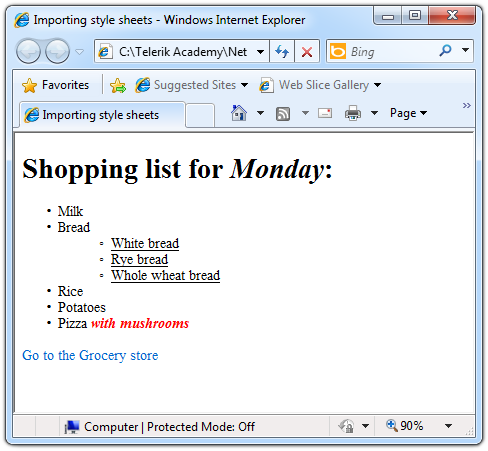 Importing style sheets - Windows Internet Explorer
C:\Telerik Academy\Net
Bing
Favorites
Suggested Sites
Web Slice Gallery
Importing style sheets
Page
Shopping list for Monday:
• Milk
• Bread
▫ White bread
▫ Rye bread
▫ Whole wheat bread
• Rice
• Potatoes
• Pizza with mushrooms
Go to the Grocery store
Computer | Protected Mode: Off
90%